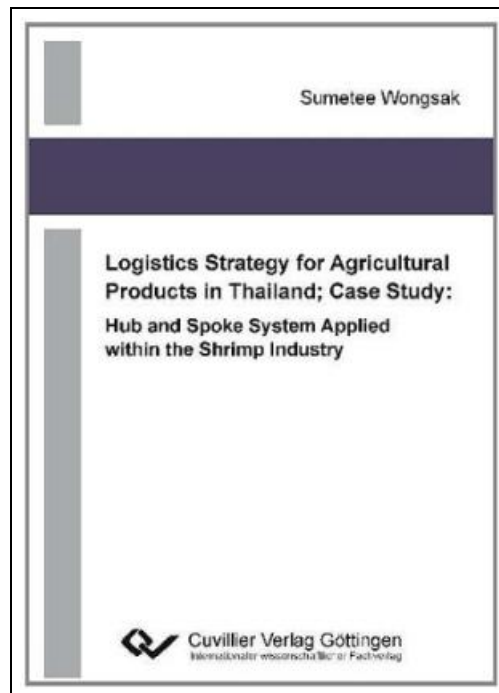 Sumetee Wongsak
Logistics Strategy for Agricultural
Products in Thailand; Case Study:
Hub and Spoke System Applied
within the Shrimp Industry
Cuvillier Verlag Göttingen
Internationaler wissenschaftlicher Fachverlag